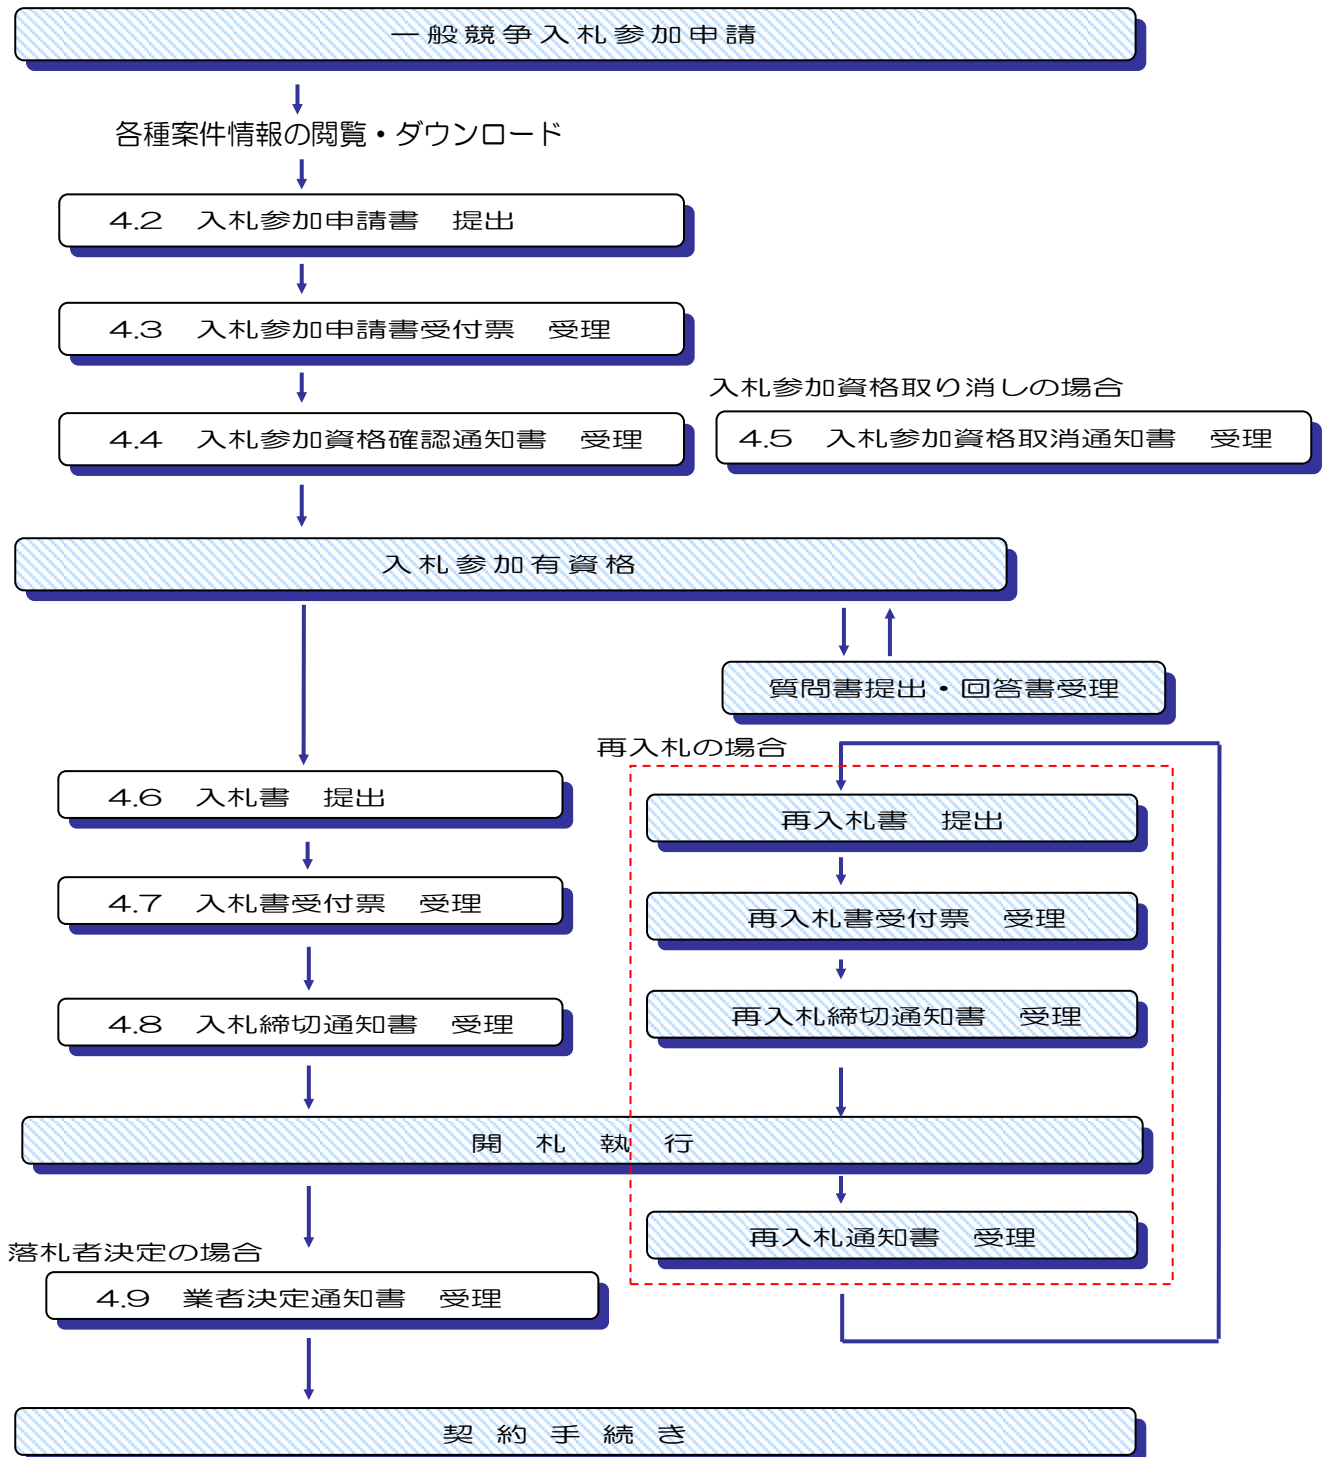 一般競争入札参加申請
各種案件情報の閲覧・ダウンロード
4.2　入札参加申請書　提出
4.3　入札参加申請書受付票　受理
入札参加資格取り消しの場合
4.4　入札参加資格確認通知書　受理
4.5　入札参加資格取消通知書　受理
入札参加有資格
質問書提出・回答書受理
再入札の場合
4.6　入札書　提出
再入札書　提出
4.7　入札書受付票　受理
再入札書受付票　受理
4.8　入札締切通知書　受理
再入札締切通知書　受理
開　札　執　行
再入札通知書　受理
落札者決定の場合
4.9　業者決定通知書　受理
契　約　手　続　き